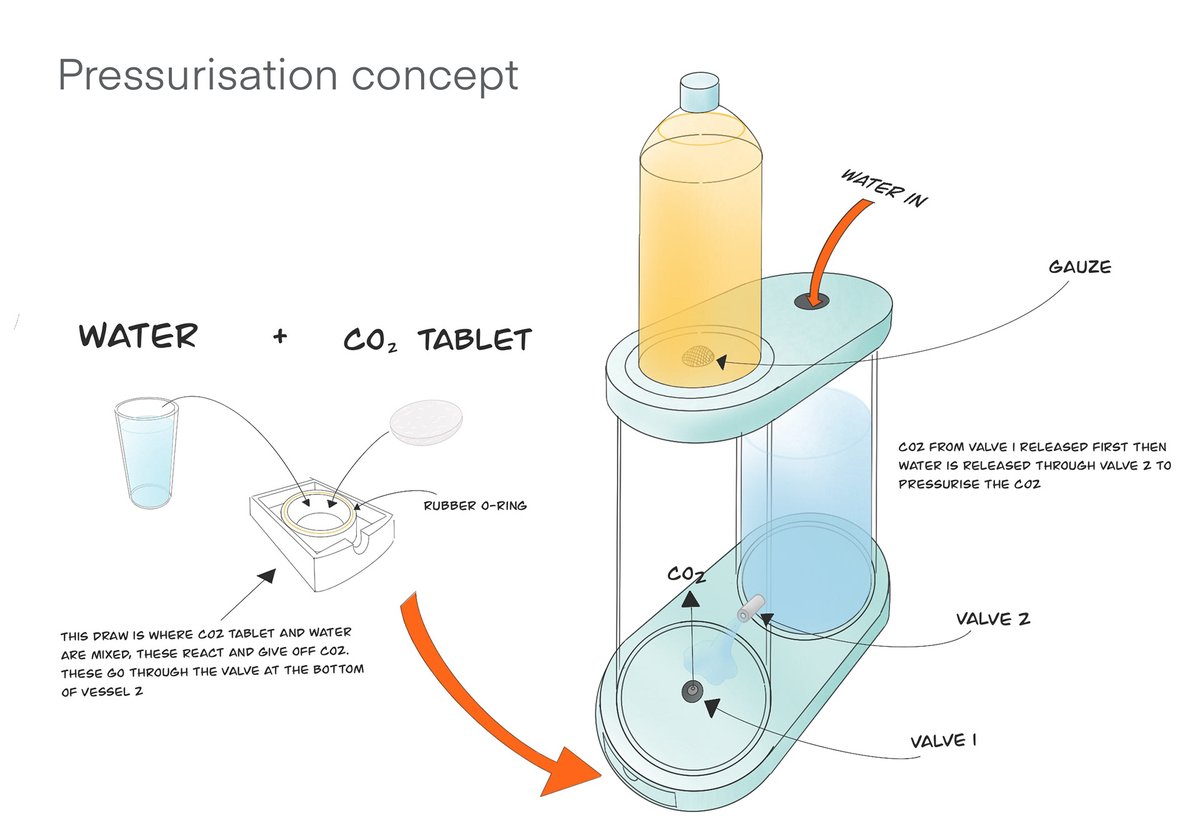 Pressurisation concept
WATER IN
GAUZE
WATER + CO₂ TABLET
CO2 FROM VALVE 1 RELEASED FIRST THEN
WATER IS RELEASED THROUGH VALVE 2 TO
PRESSURISE THE CO2
RUBBER O-RING
CO₂
VALVE 2
THIS DRAW IS WHERE CO2 TABLET AND WATER
ARE MIXED, THESE REACT AND GIVE OFF CO2.
THESE GO THROUGH THE VALVE AT THE BOTTOM
OF VESSEL 2
VALVE 1